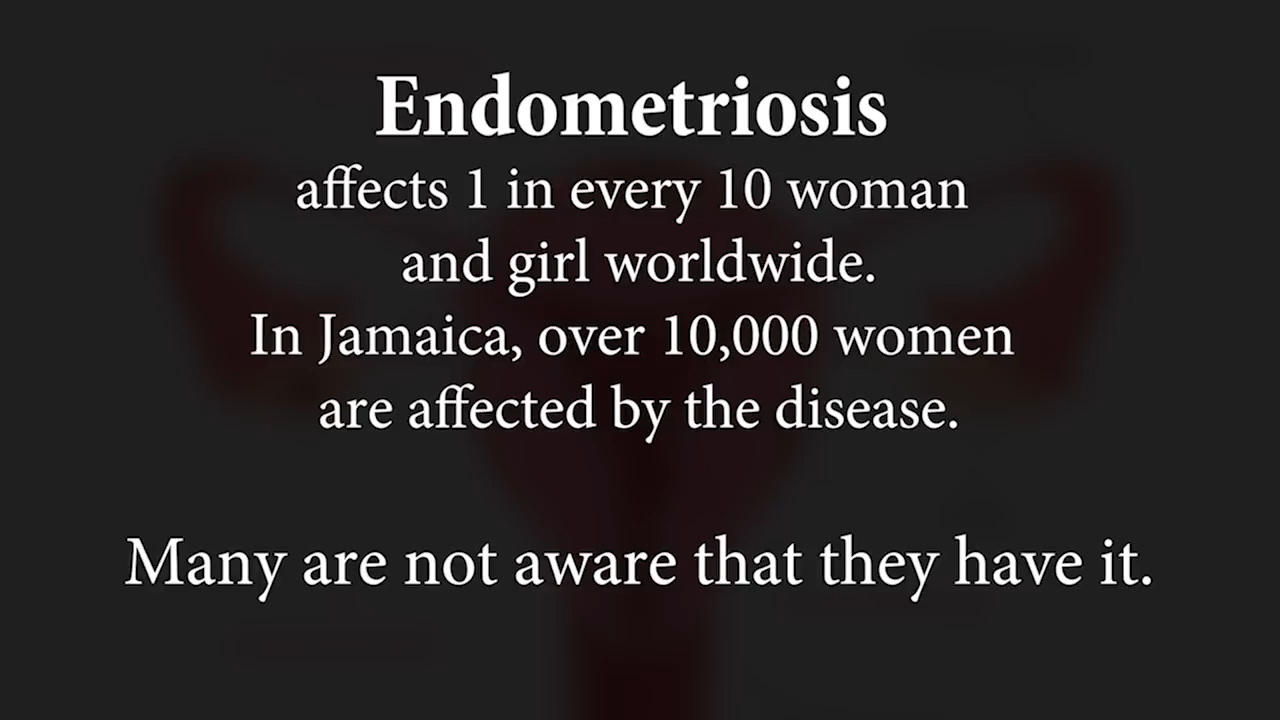 Endometriosis
affects 1 in every 10 woman
and girl worldwide.
In Jamaica, over 10,000 women
are affected by the disease.
Many are not aware that they have it.